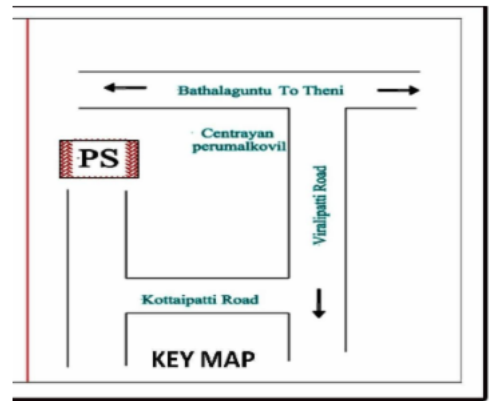 Bathalaguntu To Theni
Centrayan
perumalkovil
PS
Viralipatti Road
Kottaipatti Road
KEY MAP